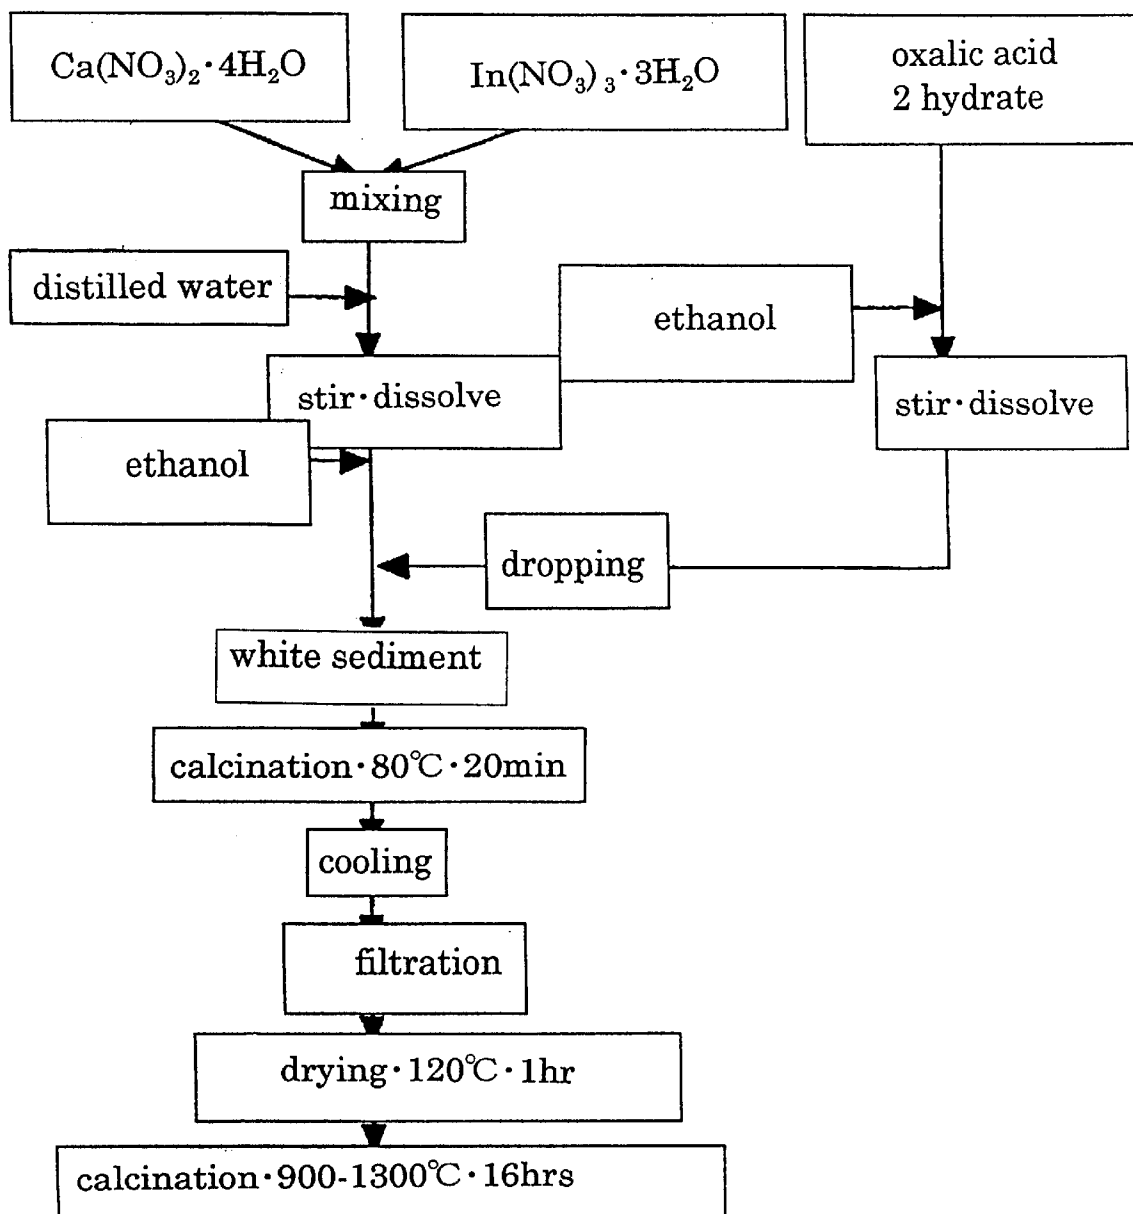 Ca(NO₃)₂·4H₂O
In(NO₃)₃·3H₂O
oxalic acid
2 hydrate
mixing
distilled water
ethanol
stir·dissolve
stir·dissolve
ethanol
dropping
white sediment
calcination·80℃·20min
cooling
filtration
drying·120℃·1hr
calcination·900-1300℃·16hrs